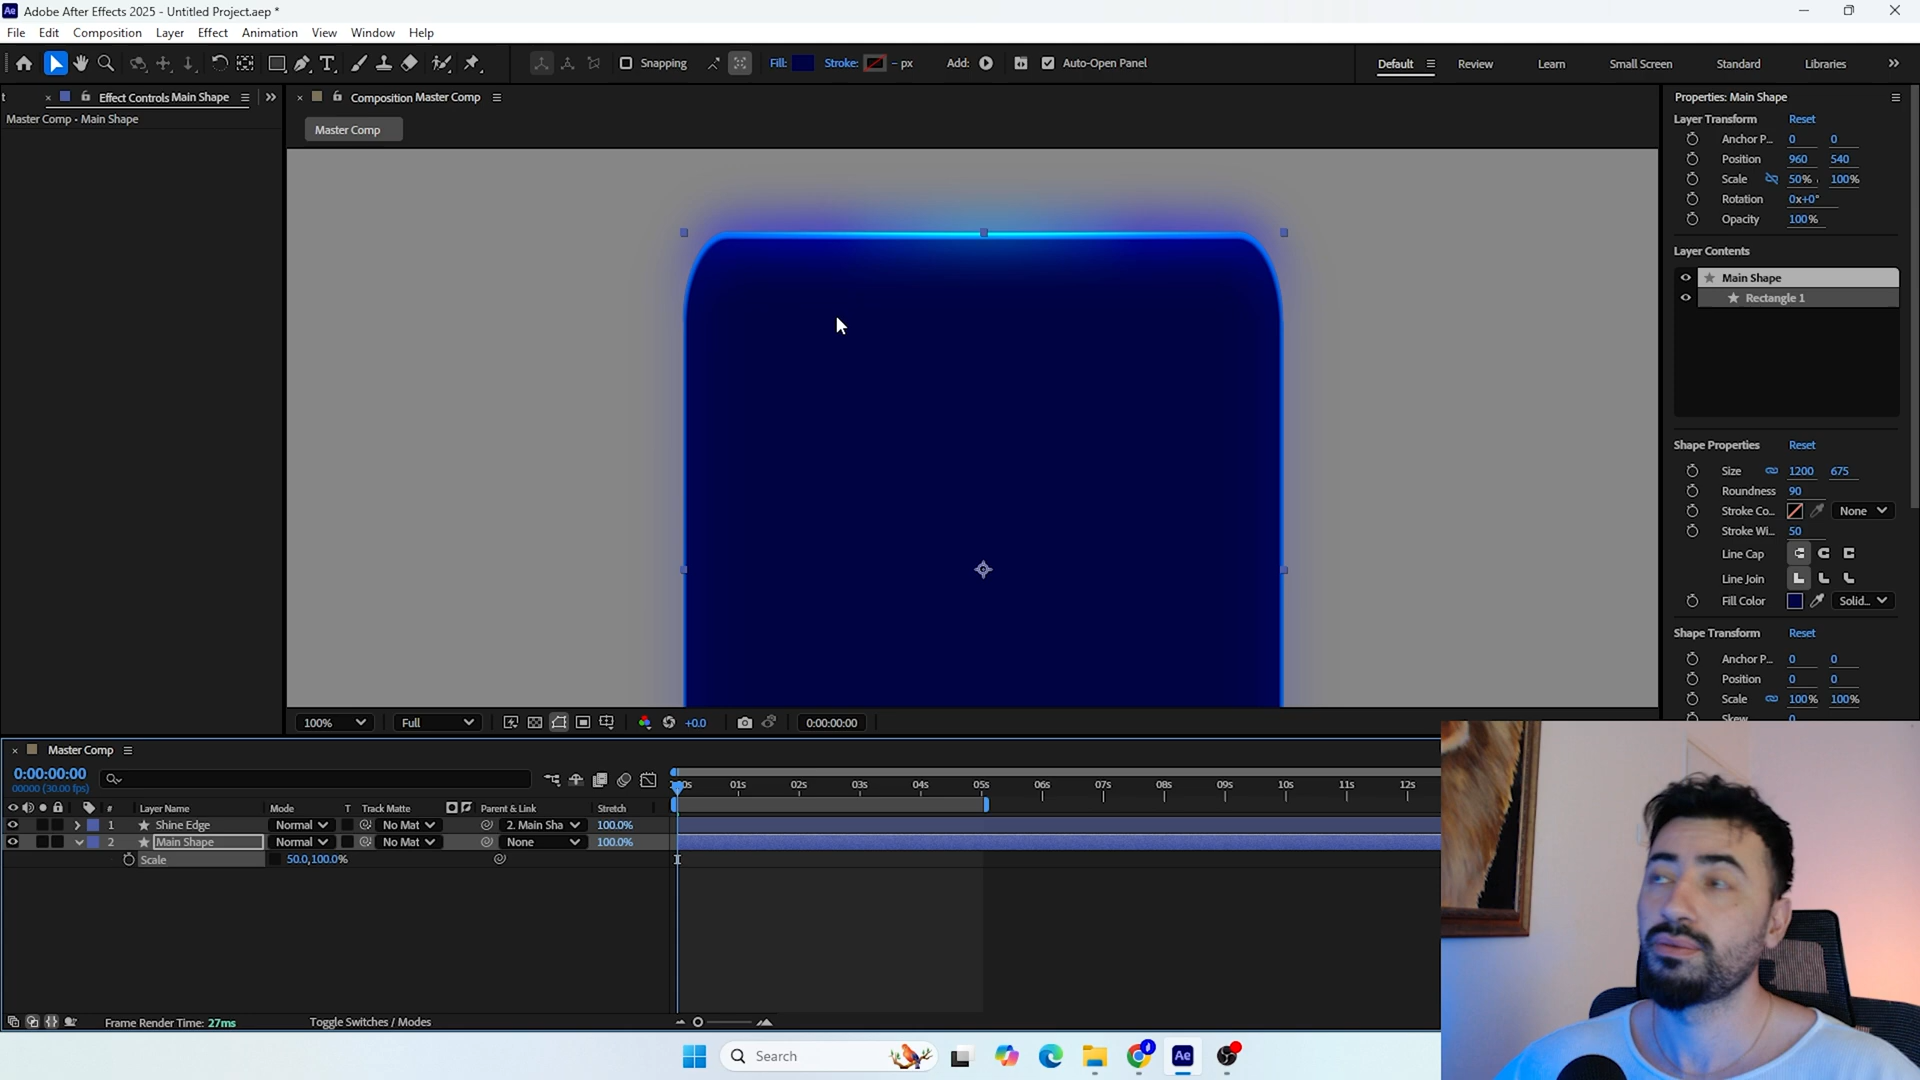 Adobe After Effects 2025 - Untitled Project.aep *
File Edit Composition Layer Effect Animation View Window Help
Snapping Fill: Stroke: - px Add: Auto-Open Panel Default Review Learn Small Screen Standard Libraries
Effect Controls Main Shape
Master Comp • Main Shape
Composition Master Comp
Master Comp
Properties: Main Shape
Layer Transform Reset
Anchor P... 0 0
Position 960 540
Scale 50% 100%
Rotation 0x+0°
Opacity 100%
Layer Contents
Main Shape
Rectangle 1
Shape Properties Reset
Size 1200 675
Roundness 90
Stroke Co... None
Stroke Wi... 50
Line Cap
Line Join
Fill Color Solid...
Shape Transform Reset
Anchor P... 0 0
Position 0 0
Scale 100% 100%
Skew 0
100% Full +0.0 0:00:00:00
Master Comp
0:00:00:00
00000 (30.00 fps)
01s 02s 03s 04s 05s 06s 07s 08s 09s 10s 11s 12s
# Layer Name Mode T Track Matte Parent & Link Stretch
1 Shine Edge Normal No Mat 2. Main Sha 100.0%
2 Main Shape Normal No Mat None 100.0%
Scale 50.0,100.0%
Frame Render Time: 27ms Toggle Switches / Modes
Search
Ae